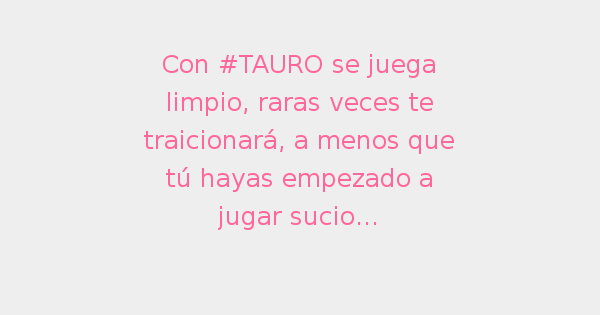 Con #TAURO se juega
limpio, raras veces te
traicionará, a menos que
tú hayas empezado a
jugar sucio...